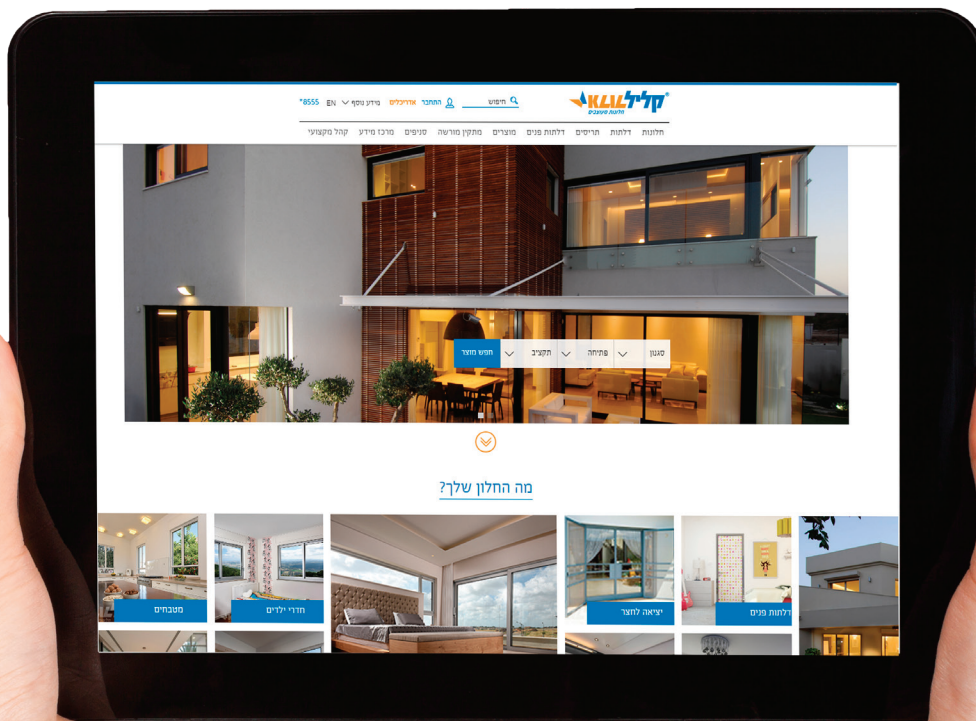 קליל KLIL®
חלונות מעוצבים
חיפוש התחבר אדריכלים מידע נוסף EN *8555
חלונות דלתות תריסים דלתות פנים מוצרים מתקין מורשה סניפים מרכז מידע קהל מקצועי
סגנון פתיחה תקציב חפש מוצר
מה החלון שלך?
דלתות פנים יציאה לחצר חדרי ילדים מטבחים